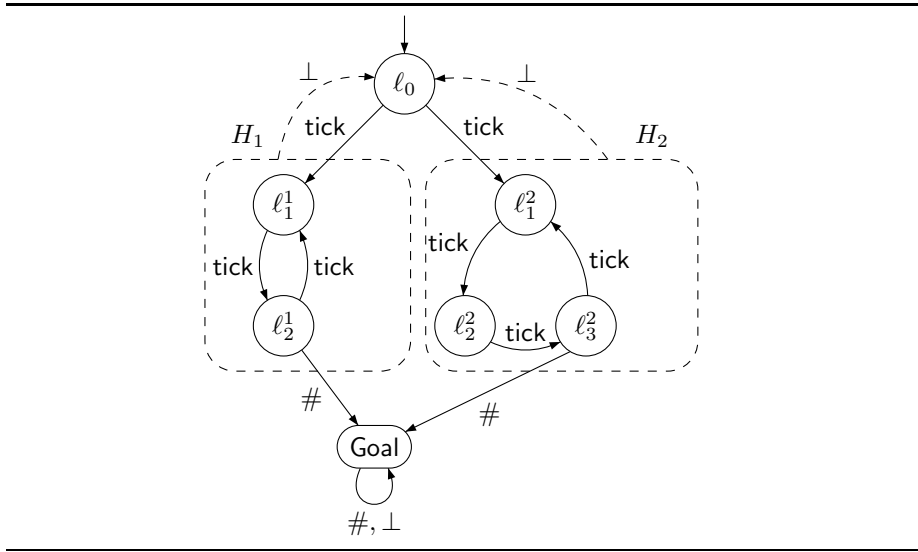 ⊥ ⊥
ℓ₀
tick tick
H₁ H₂
ℓ₁¹ ℓ₁²
tick tick tick tick
ℓ₂¹ ℓ₂² tick ℓ₃²
# #
Goal
#, ⊥